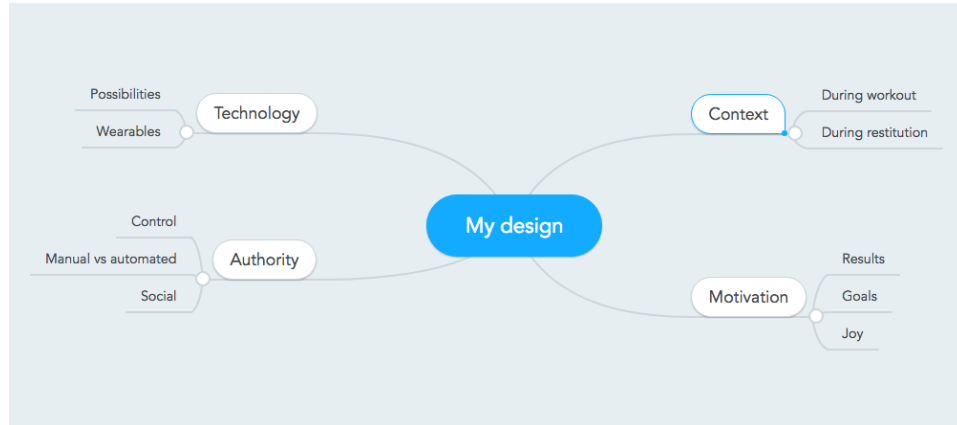 Possibilities
Wearables
Technology
Context
During workout
During restitution
My design
Control
Manual vs automated
Social
Authority
Motivation
Results
Goals
Joy